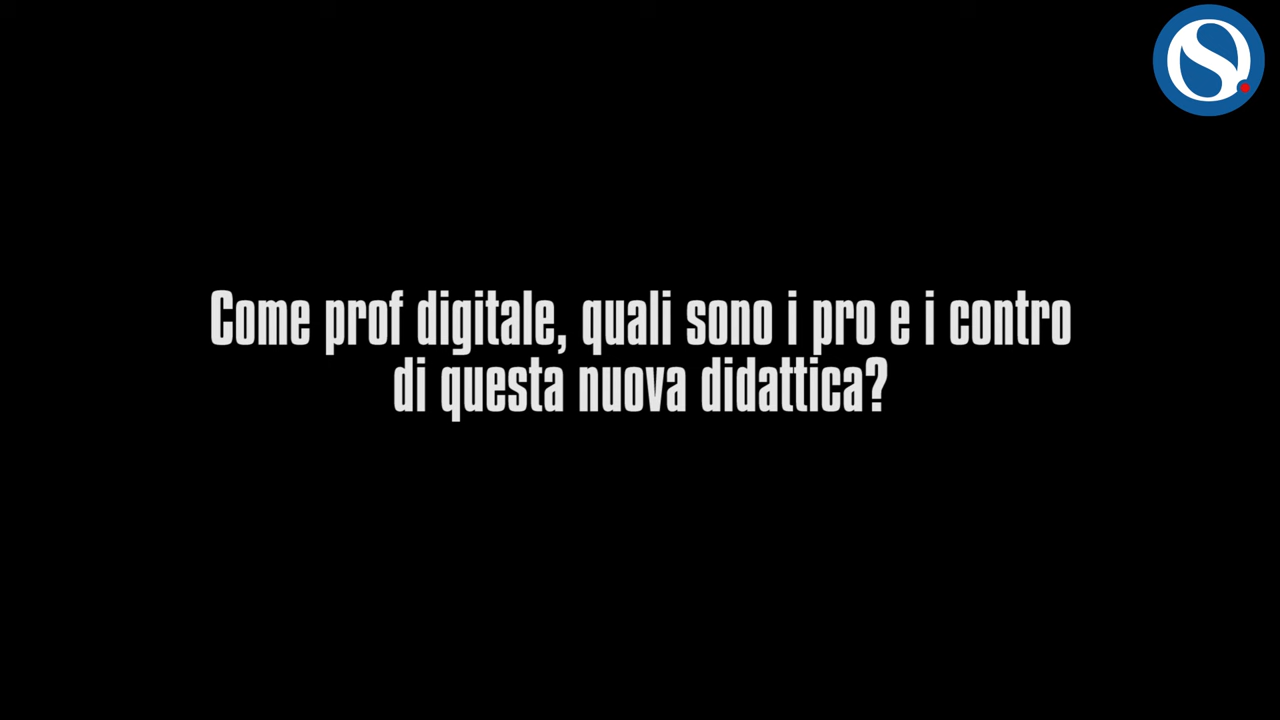 Come prof digitale, quali sono i pro e i contro
di questa nuova didattica?